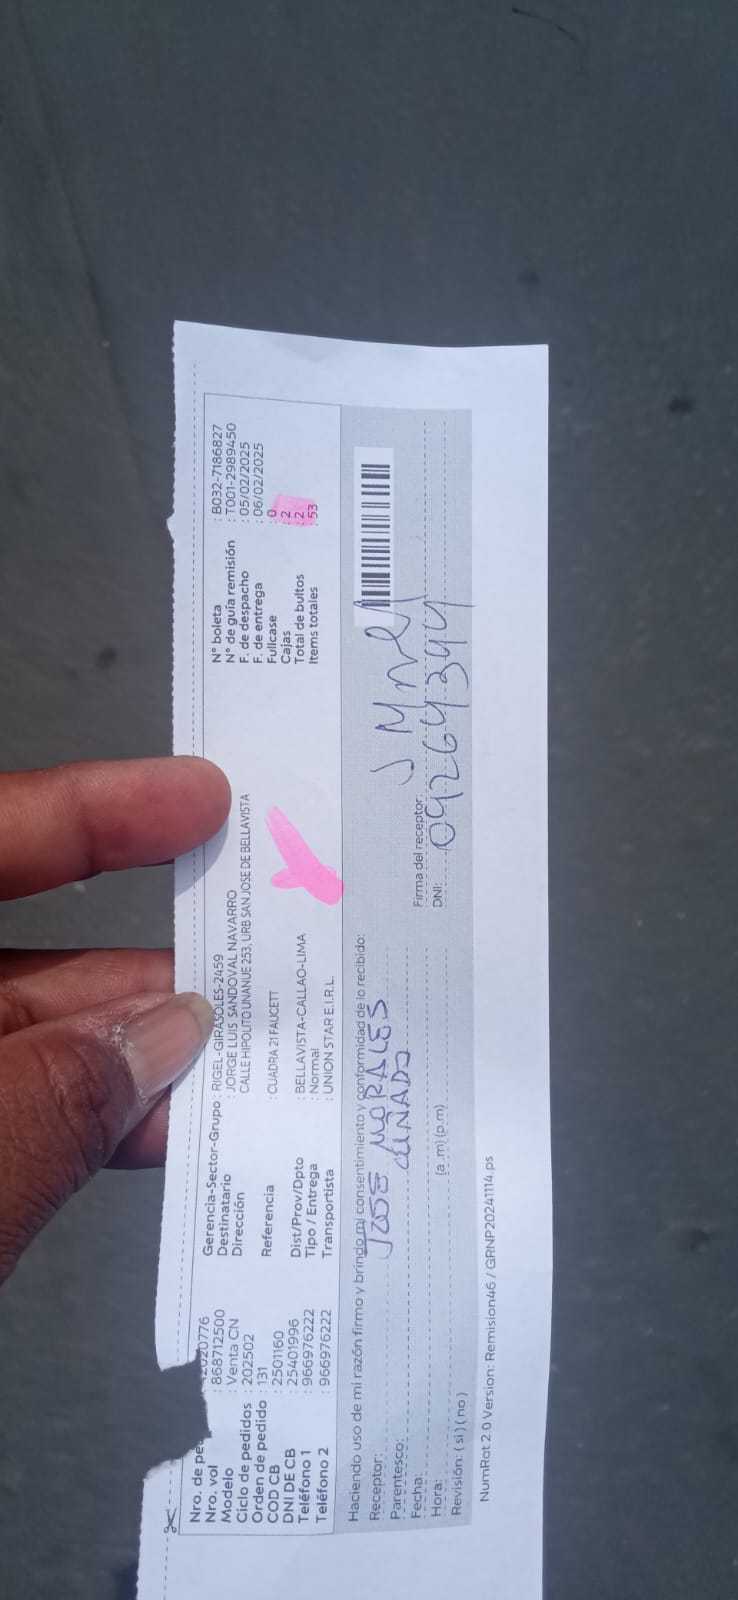 Nro. de pe 2020776
Nro. vol : 868712500
Modelo : Venta CN
Ciclo de pedidos : 202502
Orden de pedido : 131
COD CB : 2501160
DNI DE CB : 25401996
Teléfono 1 : 966976222
Teléfono 2 : 966976222
Gerencia-Sector-Grupo : RIGEL-GIRASOLES-2459
Destinatario : JORGE LUIS SANDOVAL NAVARRO
Dirección : CALLE HIPOLITO UNANUE 253, URB SAN JOSE DE BELLAVISTA
Referencia : CUADRA 21 FAUCETT
Dist/Prov/Dpto : BELLAVISTA-CALLAO-LIMA
Tipo / Entrega : Normal
Transportista : UNION STAR E.I.R.L.
N° boleta : B032-7186827
N° de guía remisión : T001-2989450
F. de despacho : 05/02/2025
F. de entrega : 06/02/2025
Fullcase : 0
Cajas : 2
Total de bultos : 2
Items totales : 53
Haciendo uso de mi razón firmo y brindo mi consentimiento y conformidad de lo recibido:
Receptor: JOSE MORALES
Parentesco: CUÑADO
Fecha:
Hora: (a .m) (p.m)
Revisión: ( si ) ( no )
Firma del receptor:
DNI: 09264344
NumRot 2.0 Version: Remision46 / GRNP20241114.ps